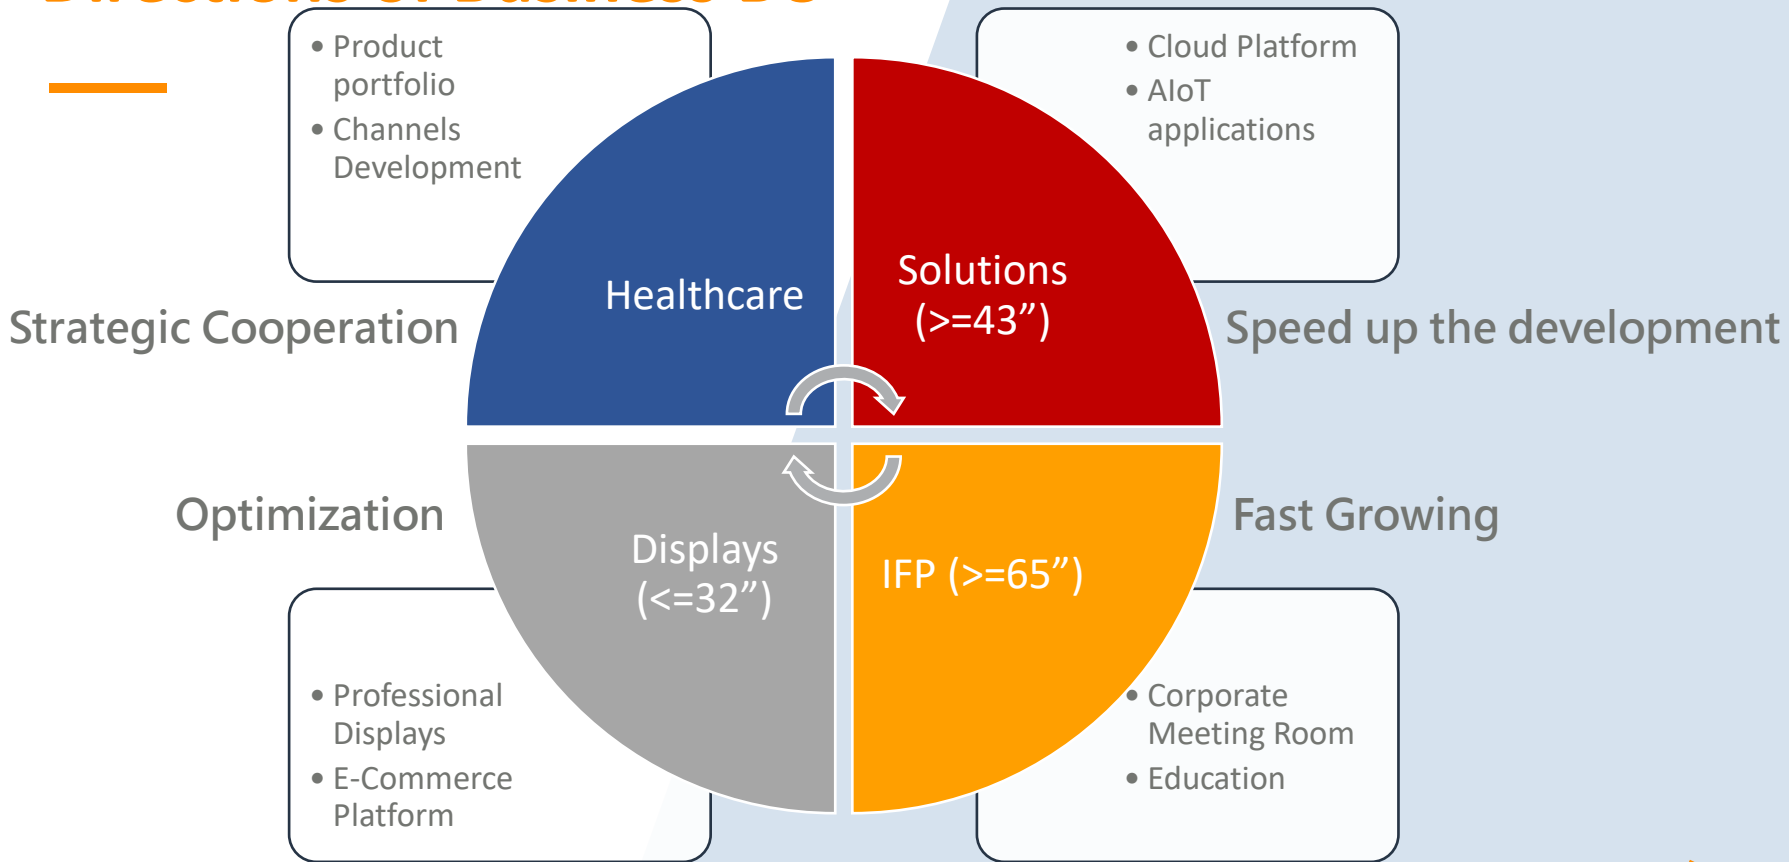 • Product
portfolio
• Channels
Development
• Cloud Platform
• AIoT
applications
Healthcare
Solutions
(>=43”)
Strategic Cooperation
Speed up the development
Optimization
Fast Growing
Displays
(<=32”)
IFP (>=65”)
• Professional
Displays
• E-Commerce
Platform
• Corporate
Meeting Room
• Education